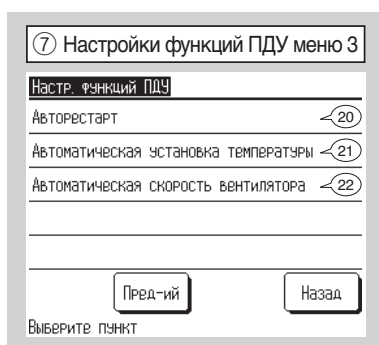 ⑦ Настройки функций ПДУ меню 3
Настр. функций ПДУ
Авторестарт ⑳
Автоматическая установка температуры ㉑
Автоматическая скорость вентилятора ㉒
Пред-ий Назад
Выберите пункт